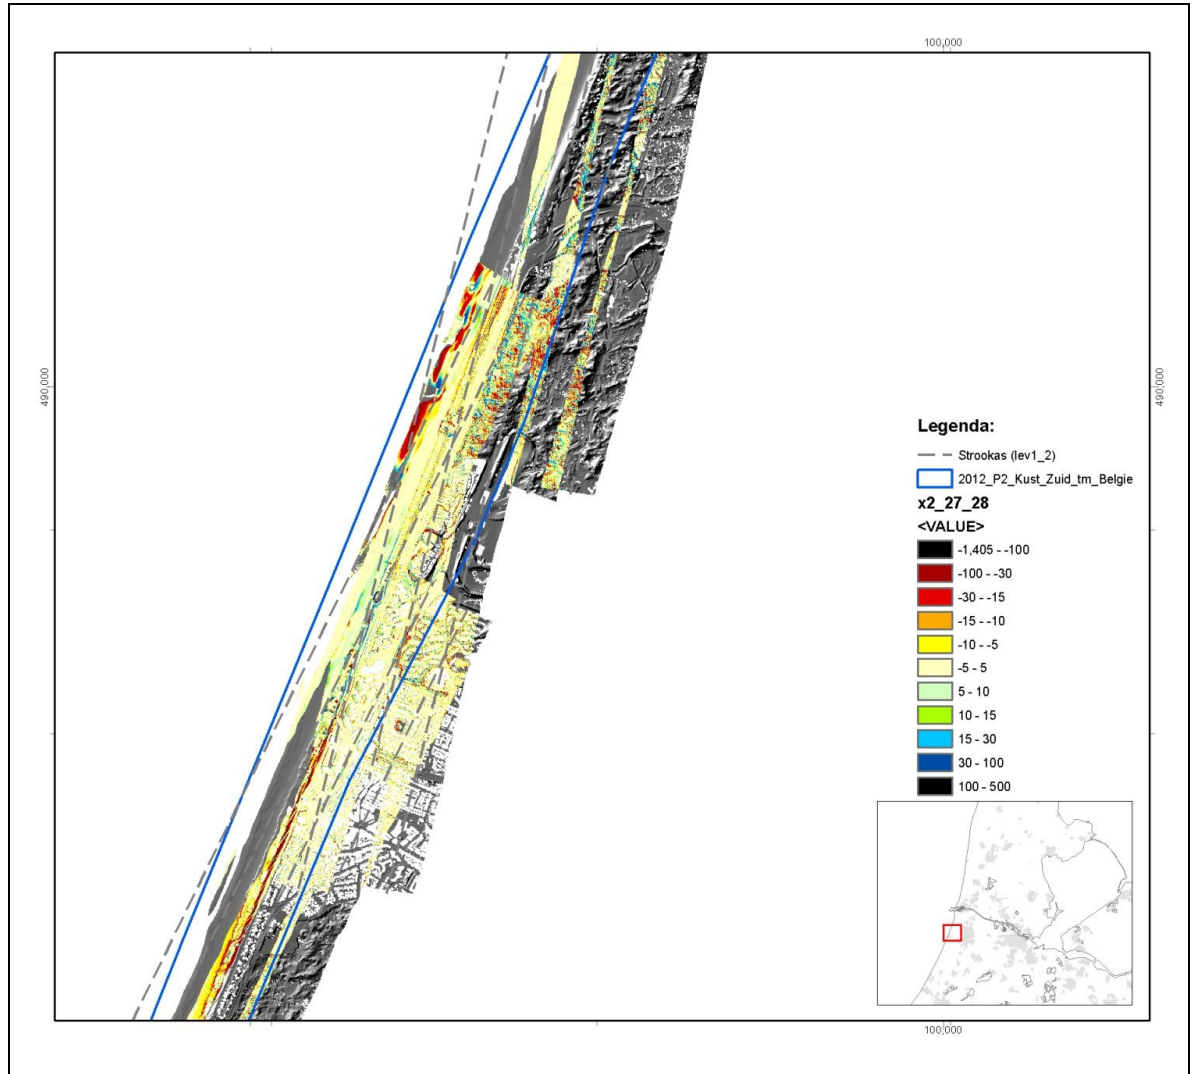 100,000
490,000
490,000
Legenda:
Strookas (lev1_2)
2012_P2_Kust_Zuid_tm_Belgie
x2_27_28
<VALUE>
-1,405 - -100
-100 - -30
-30 - -15
-15 - -10
-10 - -5
-5 - 5
5 - 10
10 - 15
15 - 30
30 - 100
100 - 500
100,000